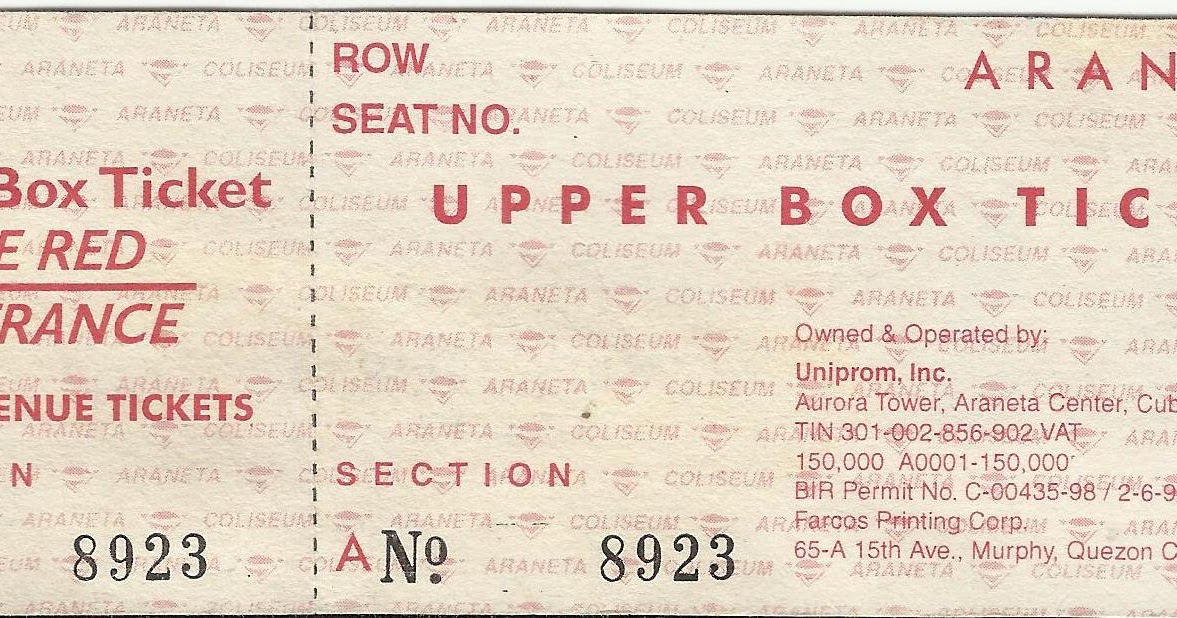 Box Ticket
E RED
RANCE
ENUE TICKETS
N
8923
ROW
SEAT NO.
ARAN
UPPER BOX TIC
Owned & Operated by:
Uniprom, Inc.
Aurora Tower, Araneta Center, Cub
TIN 301-002-856-902 VAT
150,000 A0001-150,000
BIR Permit No. C-00435-98 / 2-6-9
Farcos Printing Corp.
65-A 15th Ave., Murphy, Quezon C
SECTION
A No 8923
ARANETA COLISEUM